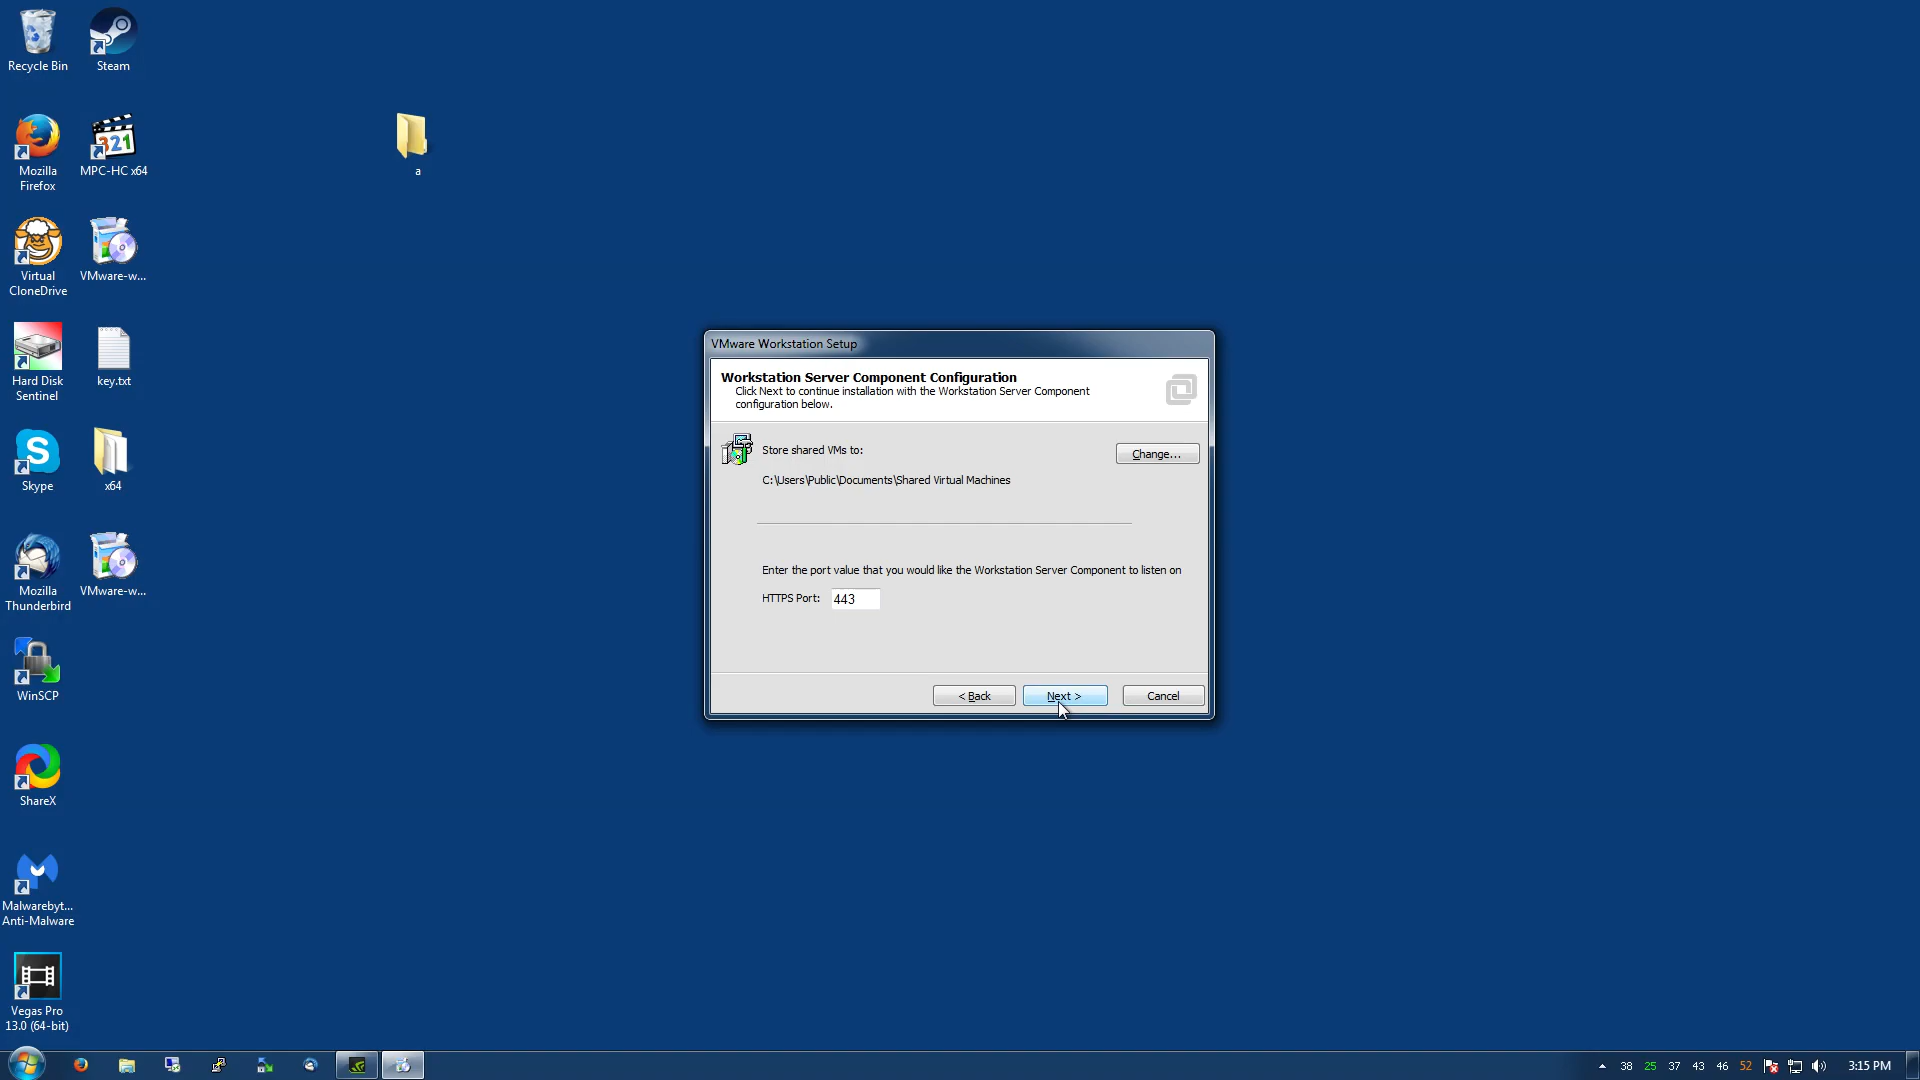 Recycle Bin
Steam
Mozilla
Firefox
321
MPC-HC x64
a
Virtual
CloneDrive
VMware-w...
Hard Disk
Sentinel
key.txt
S
Skype
x64
Mozilla
Thunderbird
VMware-w...
WinSCP
ShareX
Malwarebyt...
Anti-Malware
Vegas Pro
13.0 (64-bit)
VMware Workstation Setup
Workstation Server Component Configuration
Click Next to continue installation with the Workstation Server Component
configuration below.
Store shared VMs to:
Change...
C:\Users\Public\Documents\Shared Virtual Machines
Enter the port value that you would like the Workstation Server Component to listen on
HTTPS Port: 443
< Back
Next >
Cancel
38 25 37 43 46 52
3:15 PM